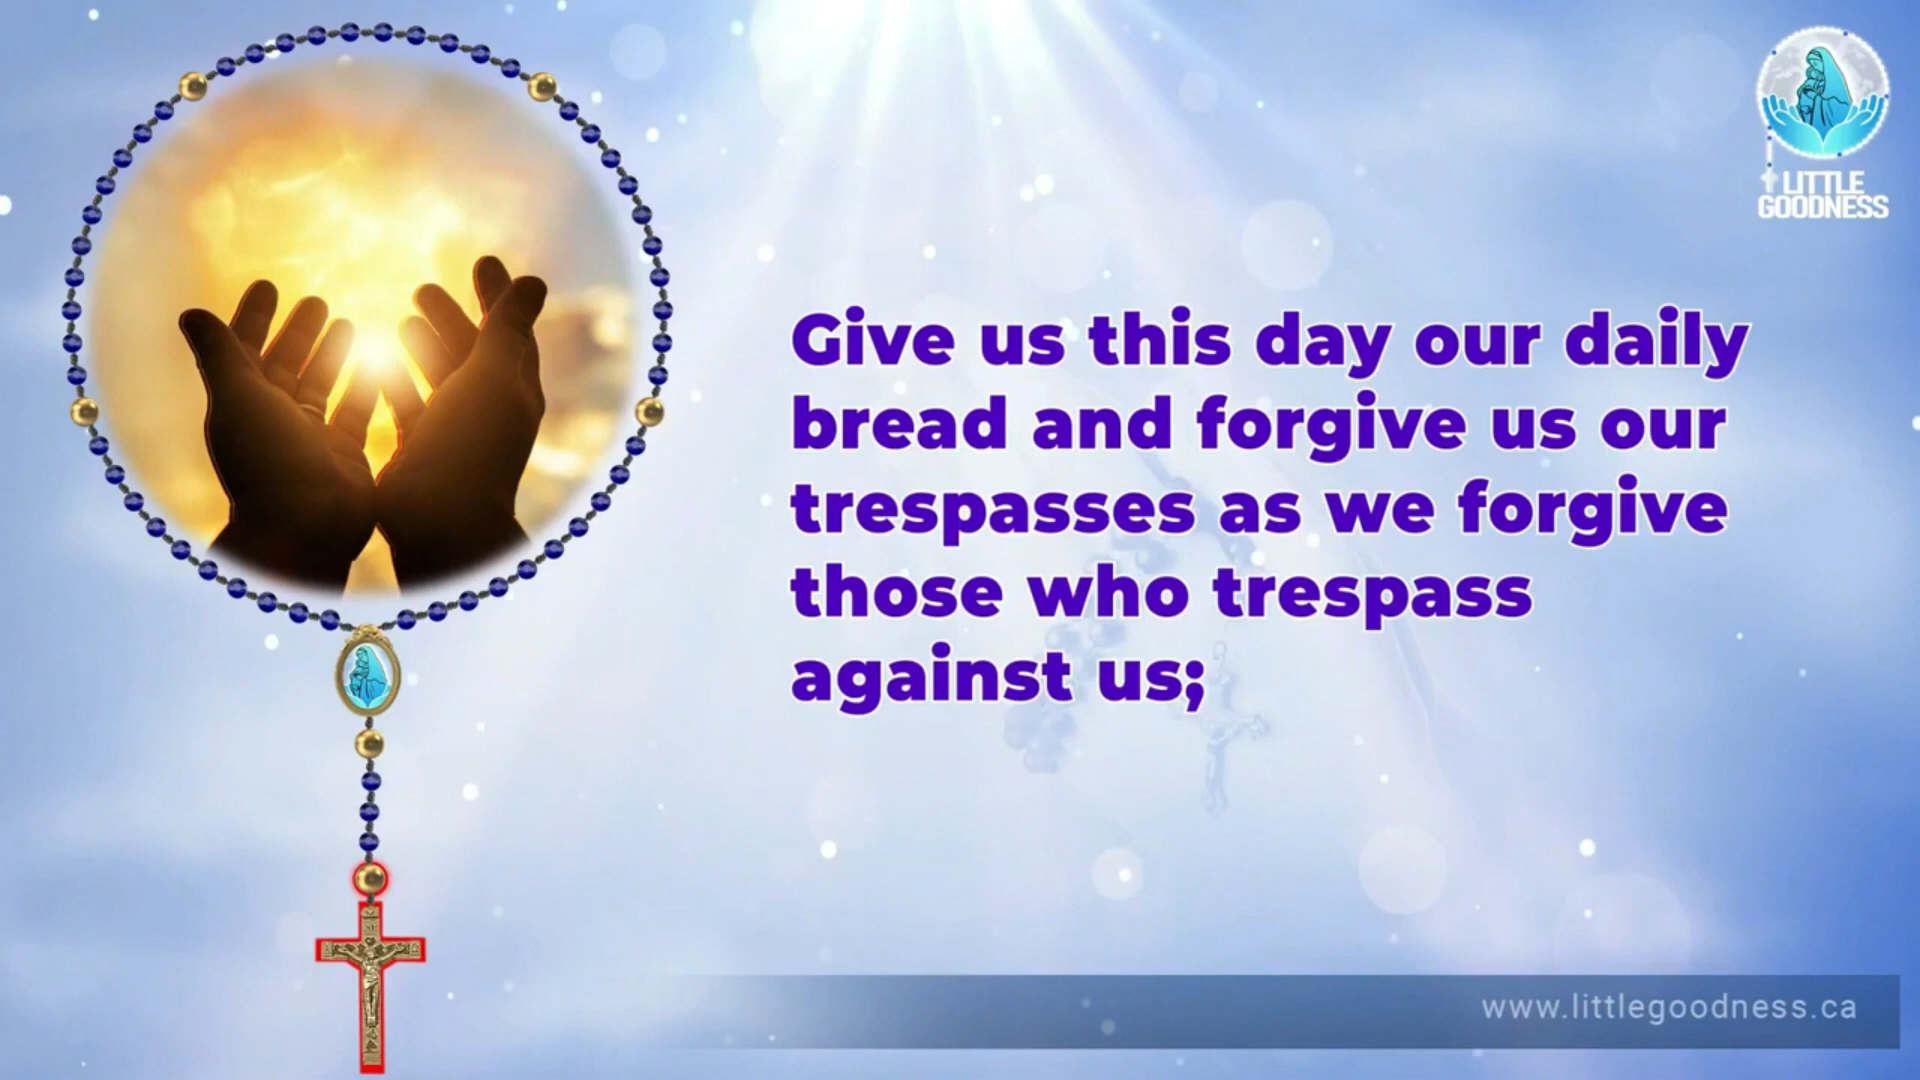 LITTLE
GOODNESS
Give us this day our daily
bread and forgive us our
trespasses as we forgive
those who trespass
against us;
www.littlegoodness.ca